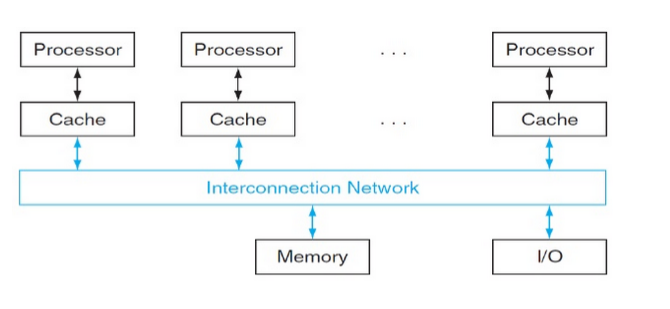 Processor Processor . . . Processor
Cache Cache . . . Cache
Interconnection Network
Memory I/O